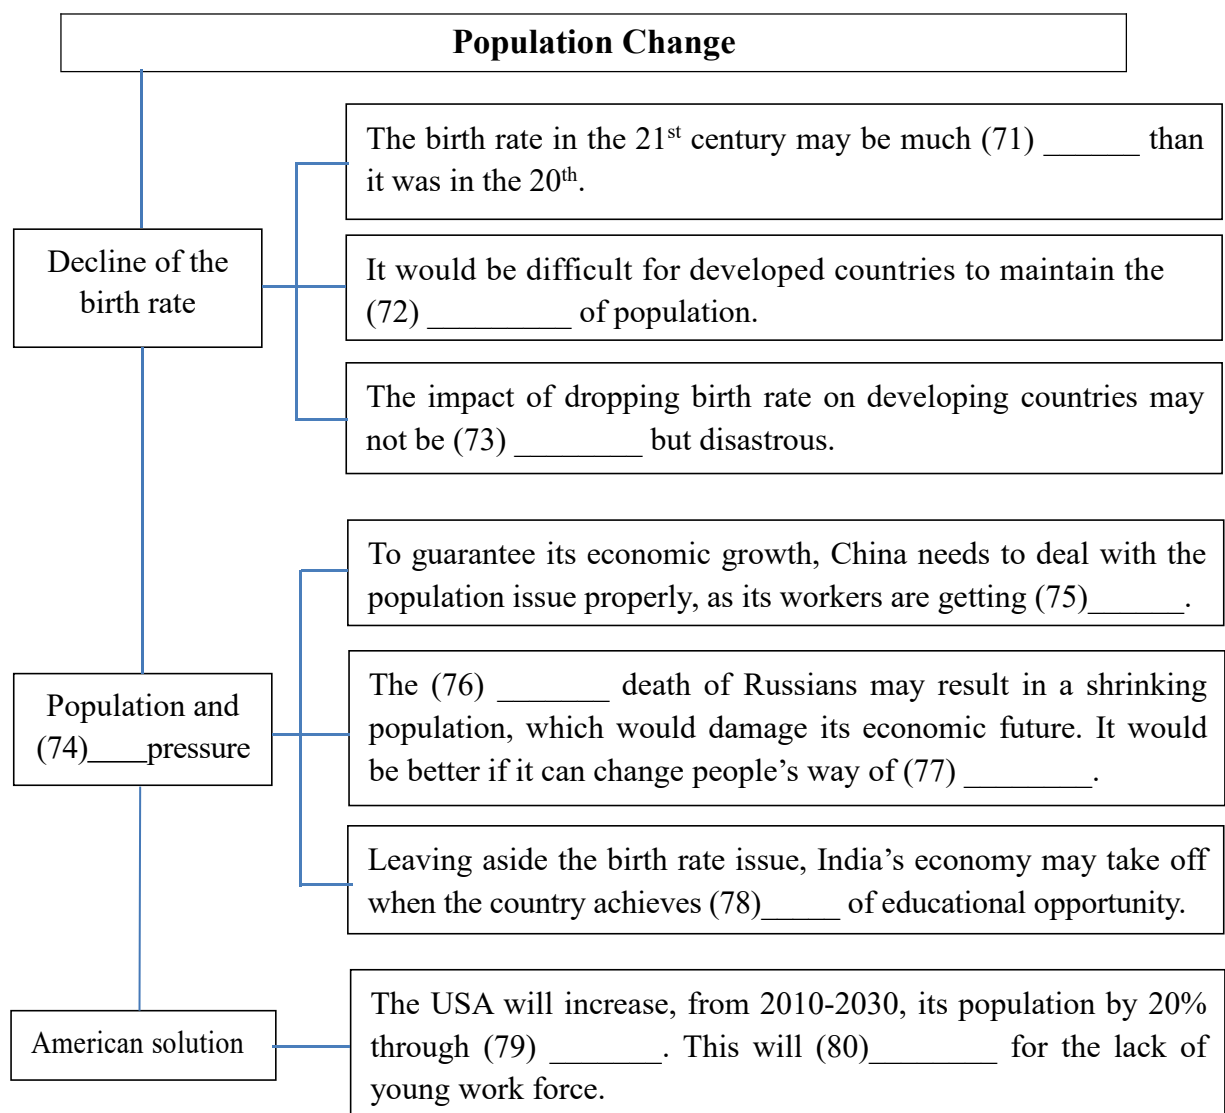 Population Change
The birth rate in the 21st century may be much (71) ______ than
it was in the 20th.
Decline of the
birth rate
It would be difficult for developed countries to maintain the
(72) _________ of population.
The impact of dropping birth rate on developing countries may
not be (73) ________ but disastrous.
To guarantee its economic growth, China needs to deal with the
population issue properly, as its workers are getting (75)______.
Population and
(74)____pressure
The (76) _______ death of Russians may result in a shrinking
population, which would damage its economic future. It would
be better if it can change people’s way of (77) ________.
Leaving aside the birth rate issue, India’s economy may take off
when the country achieves (78)_____ of educational opportunity.
American solution
The USA will increase, from 2010-2030, its population by 20%
through (79) _______. This will (80)________ for the lack of
young work force.